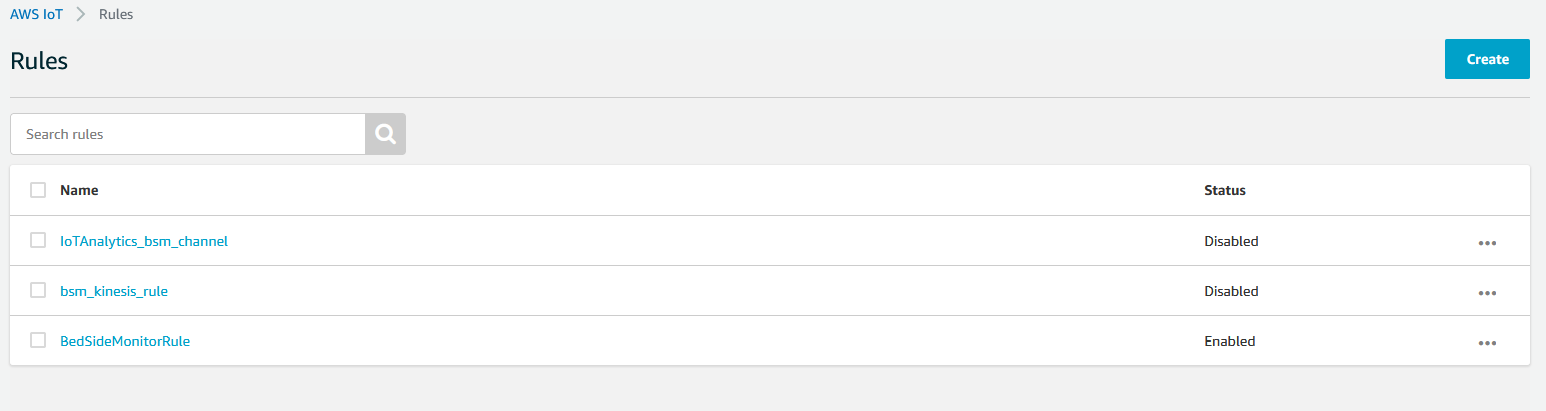 AWS IoT > Rules
Rules
Create
Search rules
Name Status
IoTAnalytics_bsm_channel Disabled
bsm_kinesis_rule Disabled
BedSideMonitorRule Enabled